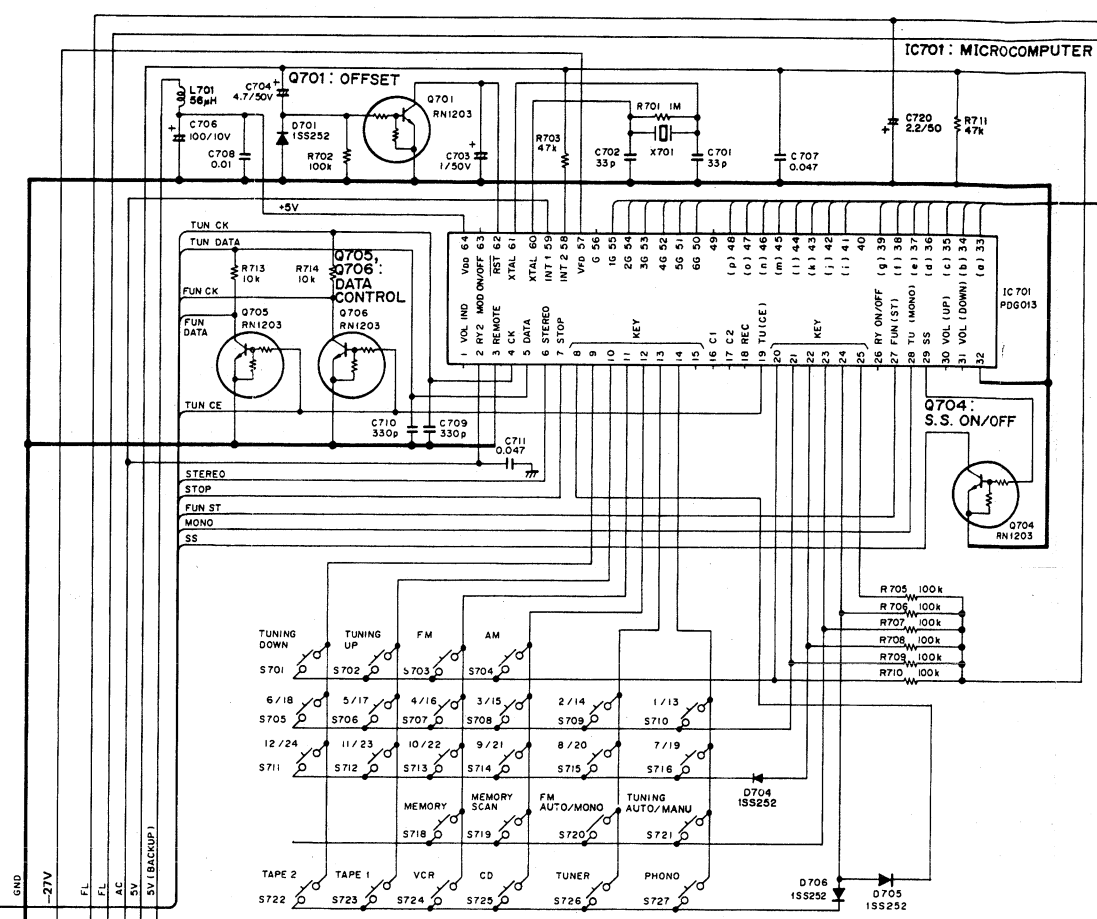 IC701: MICROCOMPUTER
Q701: OFFSET
L701
56μH
C704
4.7/50V
C706
100/10V
C708
0.01
D701
1SS252
R702
100k
Q701
RN1203
C703
1/50V
R703
47k
R701 1M
X701
C702
33p
C701
33p
C707
0.047
C720
2.2/50
R711
47k
+5V
TUN CK
TUN DATA
FUN CK
FUN DATA
R713
10k
R714
10k
Q705,
Q706:
DATA
CONTROL
Q705
RN1203
Q706
RN1203
TUN CE
C710
330p
C709
330p
C711
0.047
64 VDD
63 MOD ON/OFF
62 RST
61 XTAL
60 XTAL
59 INT 1
58 INT 2
57 VFD
56 G
55 1G
54 2G
53 3G
52 4G
51 5G
50 6G
49
48 (p)
47 (o)
46 (n)
45 (m)
44 (l)
43 (k)
42 (j)
41 (i)
40
39 (g)
38 (f)
37 (e)
36 (d)
35 (c)
34 (b)
33 (a)
IC 701
PDG013
1 VOL IND
2 RY2
3 REMOTE
4 CK
5 DATA
6 STEREO
7 STOP
8
9
10
11
12
13
14
15
KEY
16 C1
17 C2
18 REC
19 TU(CE)
20
21
22
23
24
25
KEY
26 RY ON/OFF
27 FUN(ST)
28 TU (MONO)
29 SS
30 VOL (UP)
31 VOL (DOWN)
32
Q704:
S.S. ON/OFF
Q704
RN1203
STEREO
STOP
FUN ST
MONO
SS
R705 100k
R706 100k
R707 100k
R708 100k
R709 100k
R710 100k
TUNING DOWN
TUNING UP
FM
AM
S701
S702
S703
S704
6/18
5/17
4/16
3/15
2/14
1/13
S705
S706
S707
S708
S709
S710
12/24
11/23
10/22
9/21
8/20
7/19
S711
S712
S713
S714
S715
S716
D704
1SS252
MEMORY
MEMORY SCAN
FM AUTO/MONO
TUNING AUTO/MANU
S718
S719
S720
S721
TAPE 2
TAPE 1
VCR
CD
TUNER
PHONO
S722
S723
S724
S725
S726
S727
D706
1SS252
D705
1SS252
GND
-27V
FL
FL
AC
5V
5V (BACKUP)